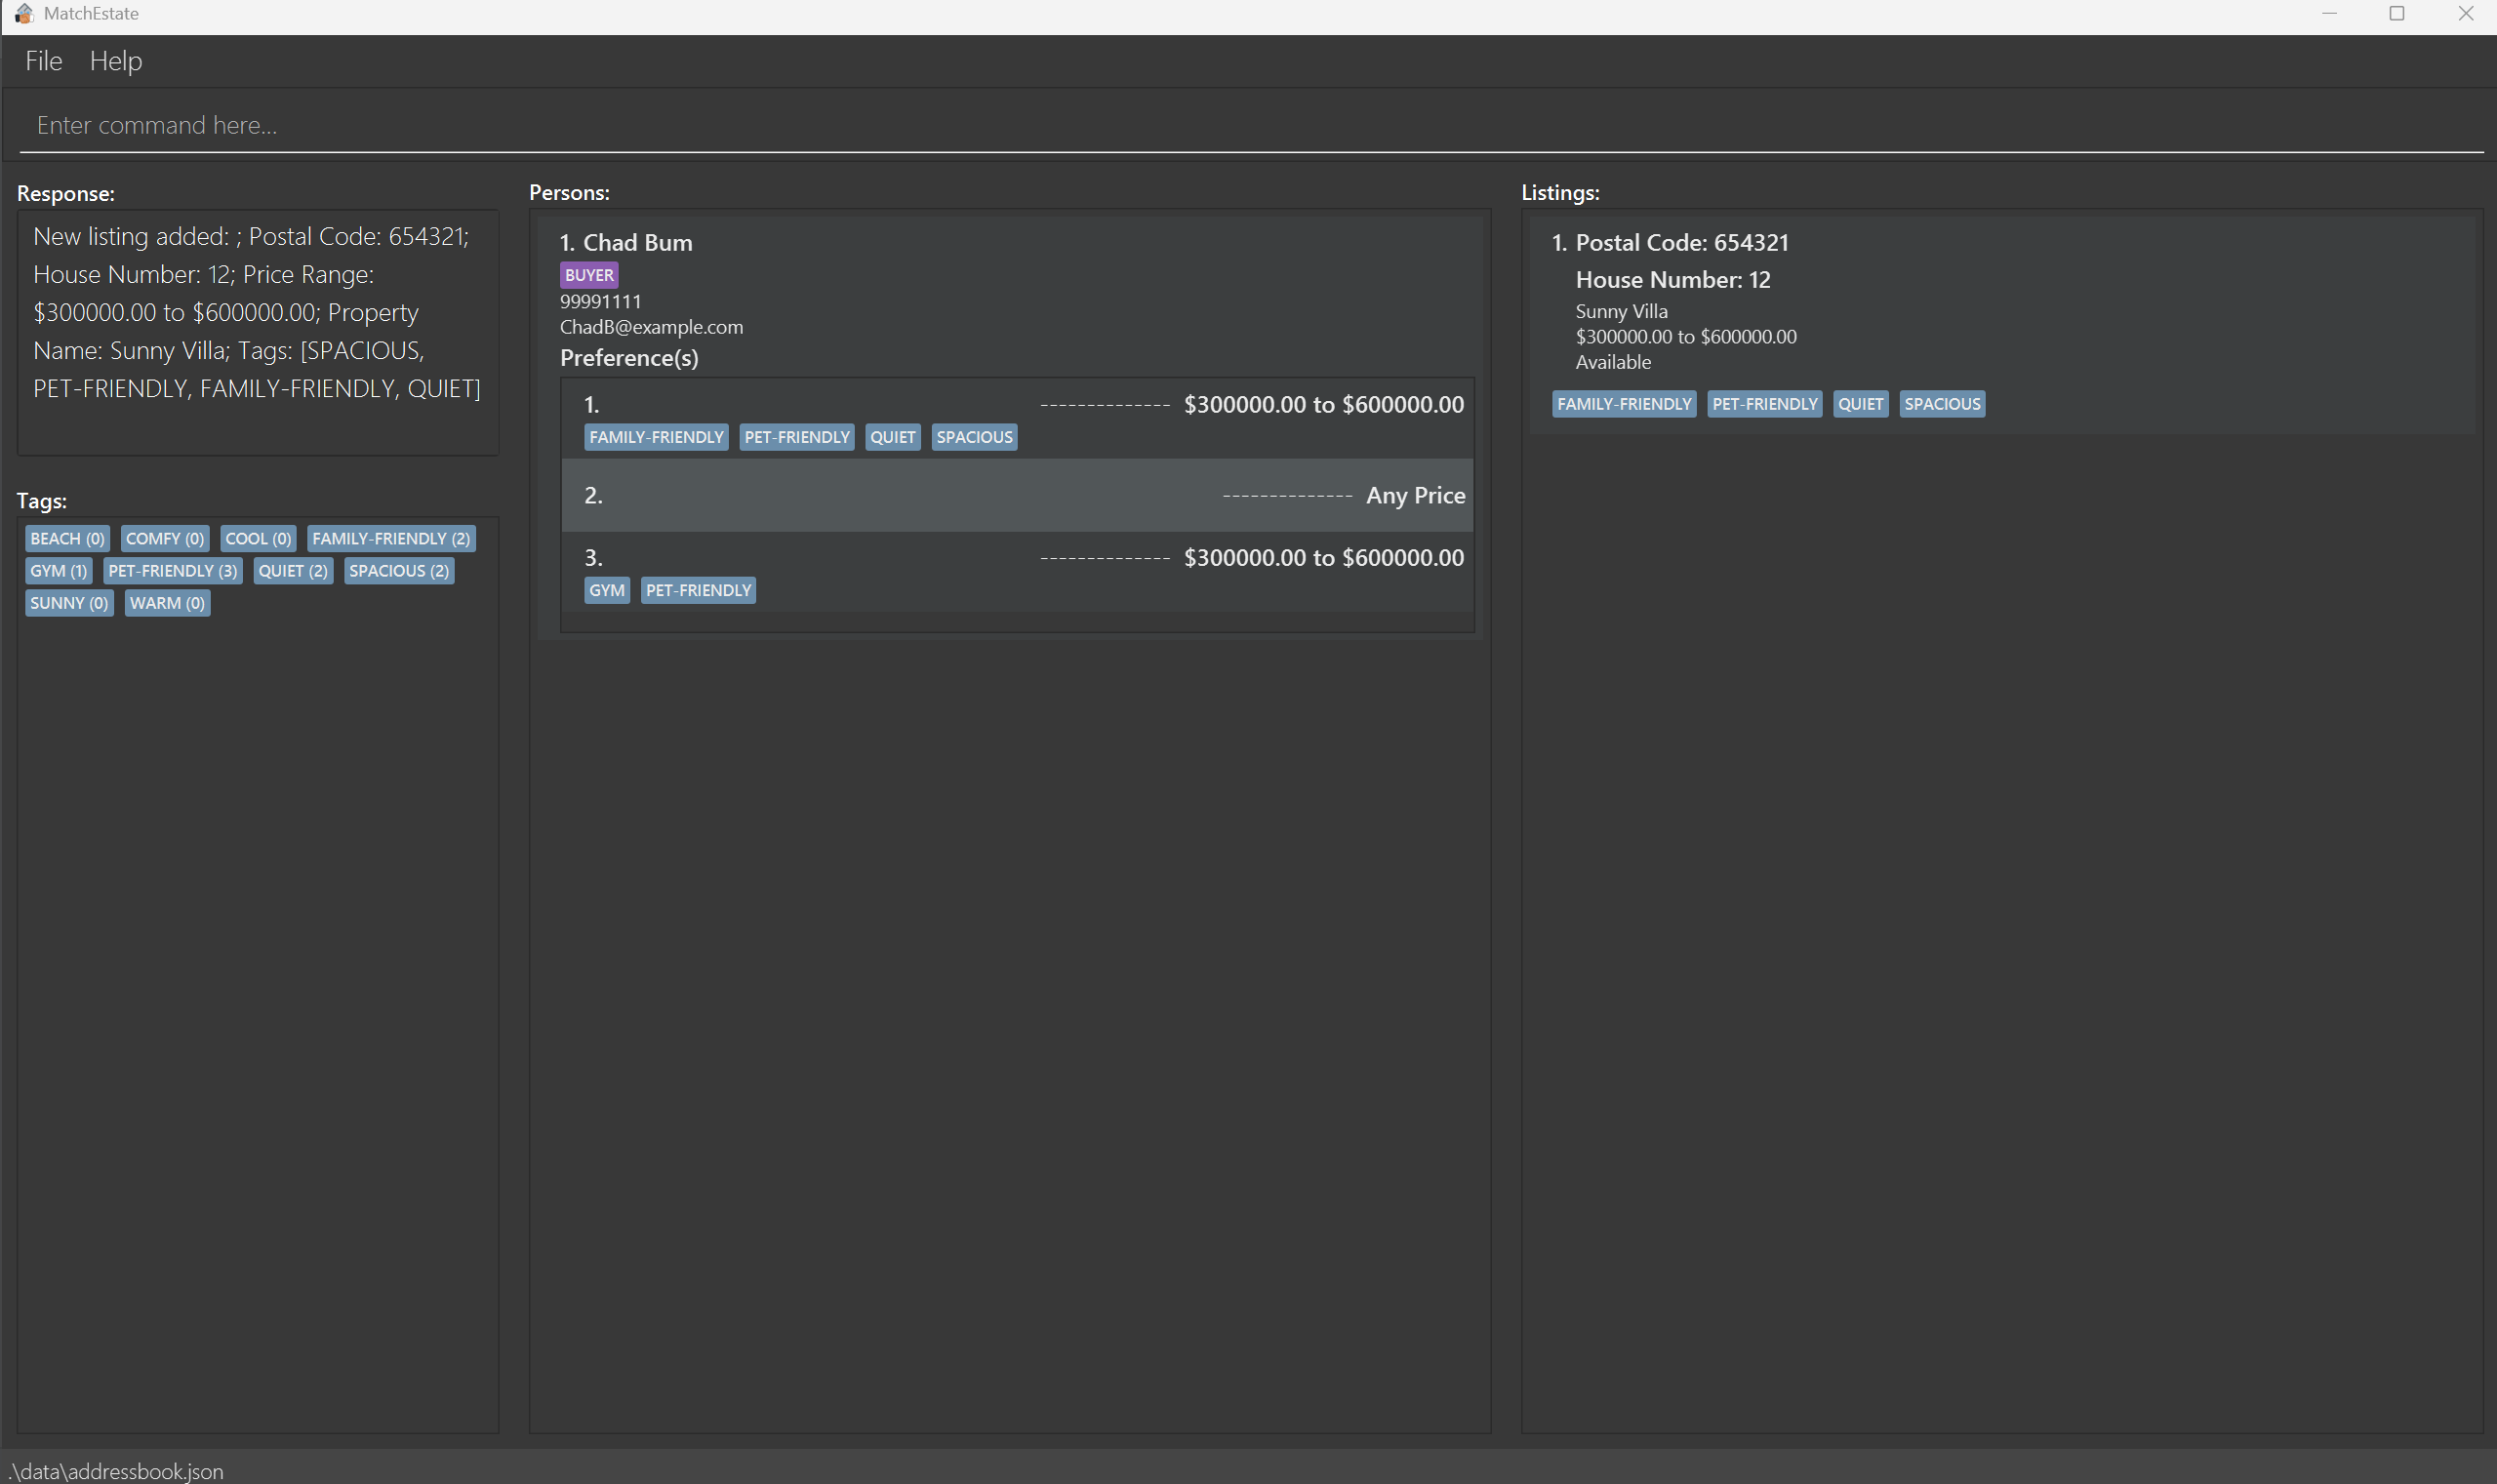 MatchEstate
File Help
Enter command here...
Response:
New listing added: ; Postal Code: 654321;
House Number: 12; Price Range:
$300000.00 to $600000.00; Property
Name: Sunny Villa; Tags: [SPACIOUS,
PET-FRIENDLY, FAMILY-FRIENDLY, QUIET]
Tags:
BEACH (0) COMFY (0) COOL (0) FAMILY-FRIENDLY (2)
GYM (1) PET-FRIENDLY (3) QUIET (2) SPACIOUS (2)
SUNNY (0) WARM (0)
Persons:
1. Chad Bum
BUYER
99991111
ChadB@example.com
Preference(s)
1. -------------- $300000.00 to $600000.00
FAMILY-FRIENDLY PET-FRIENDLY QUIET SPACIOUS
2. -------------- Any Price
3. -------------- $300000.00 to $600000.00
GYM PET-FRIENDLY
Listings:
1. Postal Code: 654321
House Number: 12
Sunny Villa
$300000.00 to $600000.00
Available
FAMILY-FRIENDLY PET-FRIENDLY QUIET SPACIOUS
.\data\addressbook.json